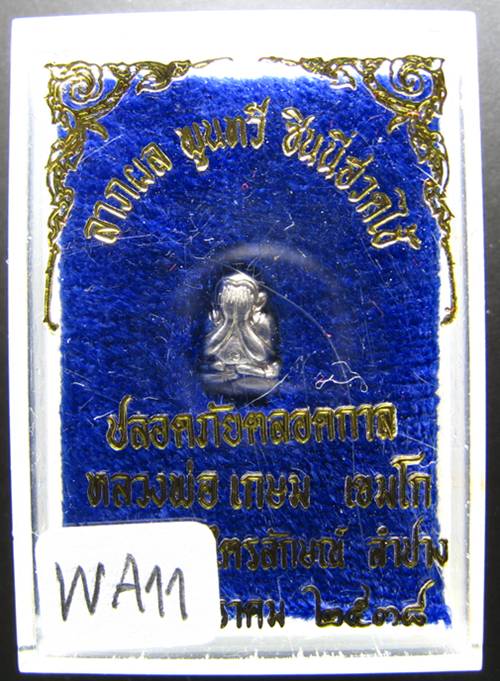 ลาภผล พูนทวี ชินนีฮวดไช้
ปลอดภัยตลอดกาล
หลวงพ่อ เกษม เขมโก
ไตรลักษณ์ ลำปาง
๒๕๓๘
WA11